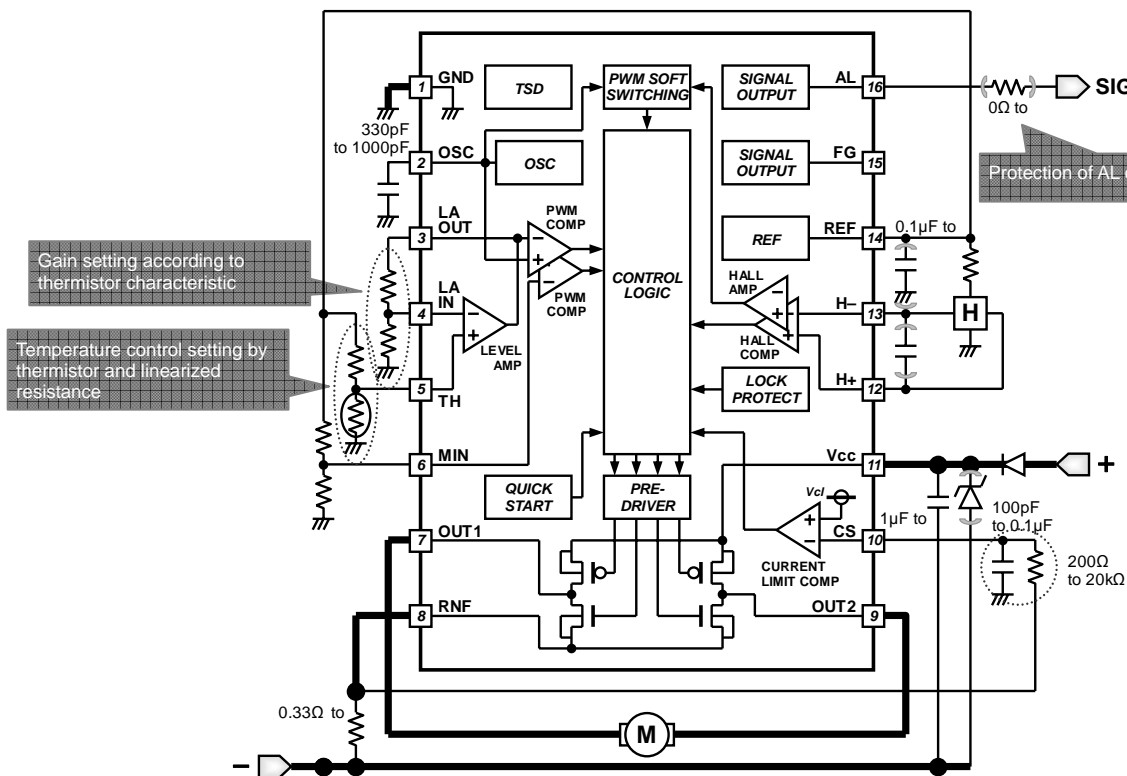 GND
1
330pF
to 1000pF
OSC
2
LA
OUT
3
LA
IN
4
TH
5
MIN
6
OUT1
7
RNF
8
TSD
PWM SOFT
SWITCHING
SIGNAL
OUTPUT
AL
16
0Ω to
SIG
Protection of AL
OSC
SIGNAL
OUTPUT
FG
15
PWM
COMP
PWM
COMP
REF
REF
14
0.1µF to
Gain setting according to
thermistor characteristic
Temperature control setting by
thermistor and linearized
resistance
LEVEL
AMP
CONTROL
LOGIC
HALL
AMP
HALL
COMP
H–
13
H
H+
12
LOCK
PROTECT
Vcc
11
+
QUICK
START
PRE-
DRIVER
Vcl
CS
10
CURRENT
LIMIT COMP
1µF to
100pF
to 0.1µF
200Ω
to 20kΩ
OUT2
9
0.33Ω to
M
–
+
–
–
+
–
+
–